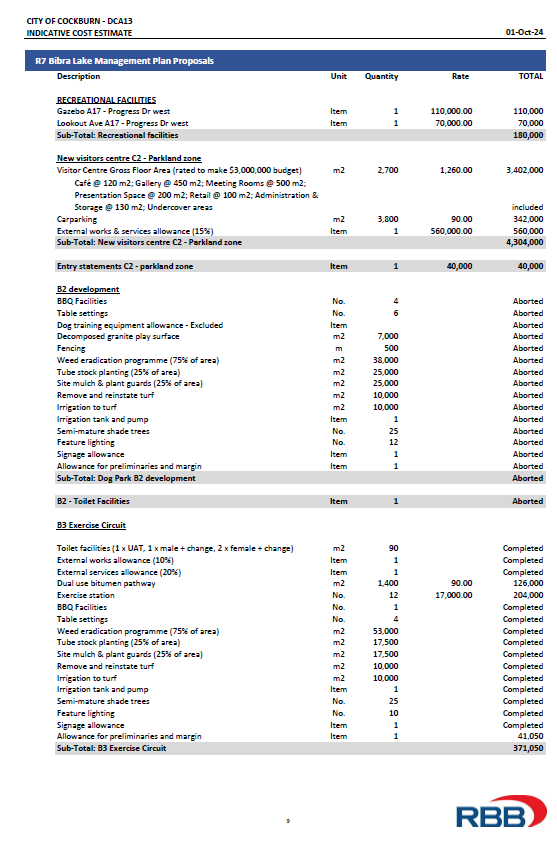 CITY OF COCKBURN - DCA13
INDICATIVE COST ESTIMATE 01-Oct-24
R7 Bibra Lake Management Plan Proposals
Description Unit Quantity Rate TOTAL
RECREATIONAL FACILITIES
Gazebo A17 - Progress Dr west Item 1 110,000.00 110,000
Lookout Ave A17 - Progress Dr west Item 1 70,000.00 70,000
Sub-Total: Recreational facilities 180,000
New visitors centre C2 - Parkland zone
Visitor Centre Gross Floor Area (rated to make $3,000,000 budget) m2 2,700 1,260.00 3,402,000
Café @ 120 m2; Gallery @ 450 m2; Meeting Rooms @ 500 m2;
Presentation Space @ 200 m2; Retail @ 100 m2; Administration &
Storage @ 130 m2; Undercover areas included
Carparking m2 3,800 90.00 342,000
External works & services allowance (15%) Item 1 560,000.00 560,000
Sub-Total: New visitors centre C2 - Parkland zone 4,304,000
Entry statements C2 - parkland zone Item 1 40,000 40,000
B2 development
BBQ Facilities No. 4 Aborted
Table settings No. 6 Aborted
Dog training equipment allowance - Excluded Item Aborted
Decomposed granite play surface m2 7,000 Aborted
Fencing m 500 Aborted
Weed eradication programme (75% of area) m2 38,000 Aborted
Tube stock planting (25% of area) m2 25,000 Aborted
Site mulch & plant guards (25% of area) m2 25,000 Aborted
Remove and reinstate turf m2 10,000 Aborted
Irrigation to turf m2 10,000 Aborted
Irrigation tank and pump Item 1 Aborted
Semi-mature shade trees No. 25 Aborted
Feature lighting No. 12 Aborted
Signage allowance Item 1 Aborted
Allowance for preliminaries and margin Item 1 Aborted
Sub-Total: Dog Park B2 development Aborted
B2 - Toilet Facilities Item 1 Aborted
B3 Exercise Circuit
Toilet facilities (1 x UAT, 1 x male + change, 2 x female + change) m2 90 Completed
External works allowance (10%) Item 1 Completed
External services allowance (20%) Item 1 Completed
Dual use bitumen pathway m2 1,400 90.00 126,000
Exercise station No. 12 17,000.00 204,000
BBQ Facilities No. 1 Completed
Table settings No. 4 Completed
Weed eradication programme (75% of area) m2 53,000 Completed
Tube stock planting (25% of area) m2 17,500 Completed
Site mulch & plant guards (25% of area) m2 17,500 Completed
Remove and reinstate turf m2 10,000 Completed
Irrigation to turf m2 10,000 Completed
Irrigation tank and pump Item 1 Completed
Semi-mature shade trees No. 25 Completed
Feature lighting No. 10 Completed
Signage allowance Item 1 Completed
Allowance for preliminaries and margin Item 1 41,050
Sub-Total: B3 Exercise Circuit 371,050
9
RBB